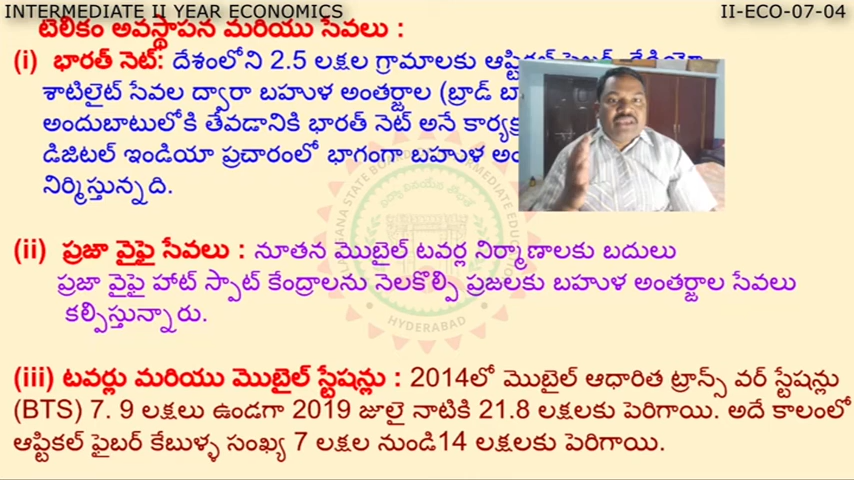 INTERMEDIATE II YEAR ECONOMICS
II-ECO-07-04
టెలికం అవస్థాపన మరియు సేవలు :
(i) భారత్ నెట్: దేశంలోని 2.5 లక్షల గ్రామాలకు
శాటిలైట్ సేవల ద్వారా బహుళ అంతర్జాల (బ్రాడ్
అందుబాటులోకి తేవడానికి భారత్ నెట్ అనే
డిజిటల్ ఇండియా ప్రచారంలో భాగంగా బహుళ
నిర్మిస్తున్నది.
(ii) ప్రజా వైఫై సేవలు : నూతన మొబైల్ టవర్ల నిర్మాణాలకు బదులు
ప్రజా వైఫై హాట్ స్పాట్ కేంద్రాలను నెలకొల్పి ప్రజలకు బహుళ అంతర్జాల సేవలు
కల్పిస్తున్నారు.
HYDERABAD
(iii) టవర్లు మరియు మొబైల్ స్టేషన్లు : 2014లో మొబైల్ ఆధారిత ట్రాన్స్ వర్ స్టేషన్లు
(BTS) 7. 9 లక్షలు ఉండగా 2019 జూలై నాటికి 21.8 లక్షలకు పెరిగాయి. అదే కాలంలో
ఆప్టికల్ ఫైబర్ కేబుళ్ళ సంఖ్య 7 లక్షల నుండి14 లక్షలకు పెరిగాయి.